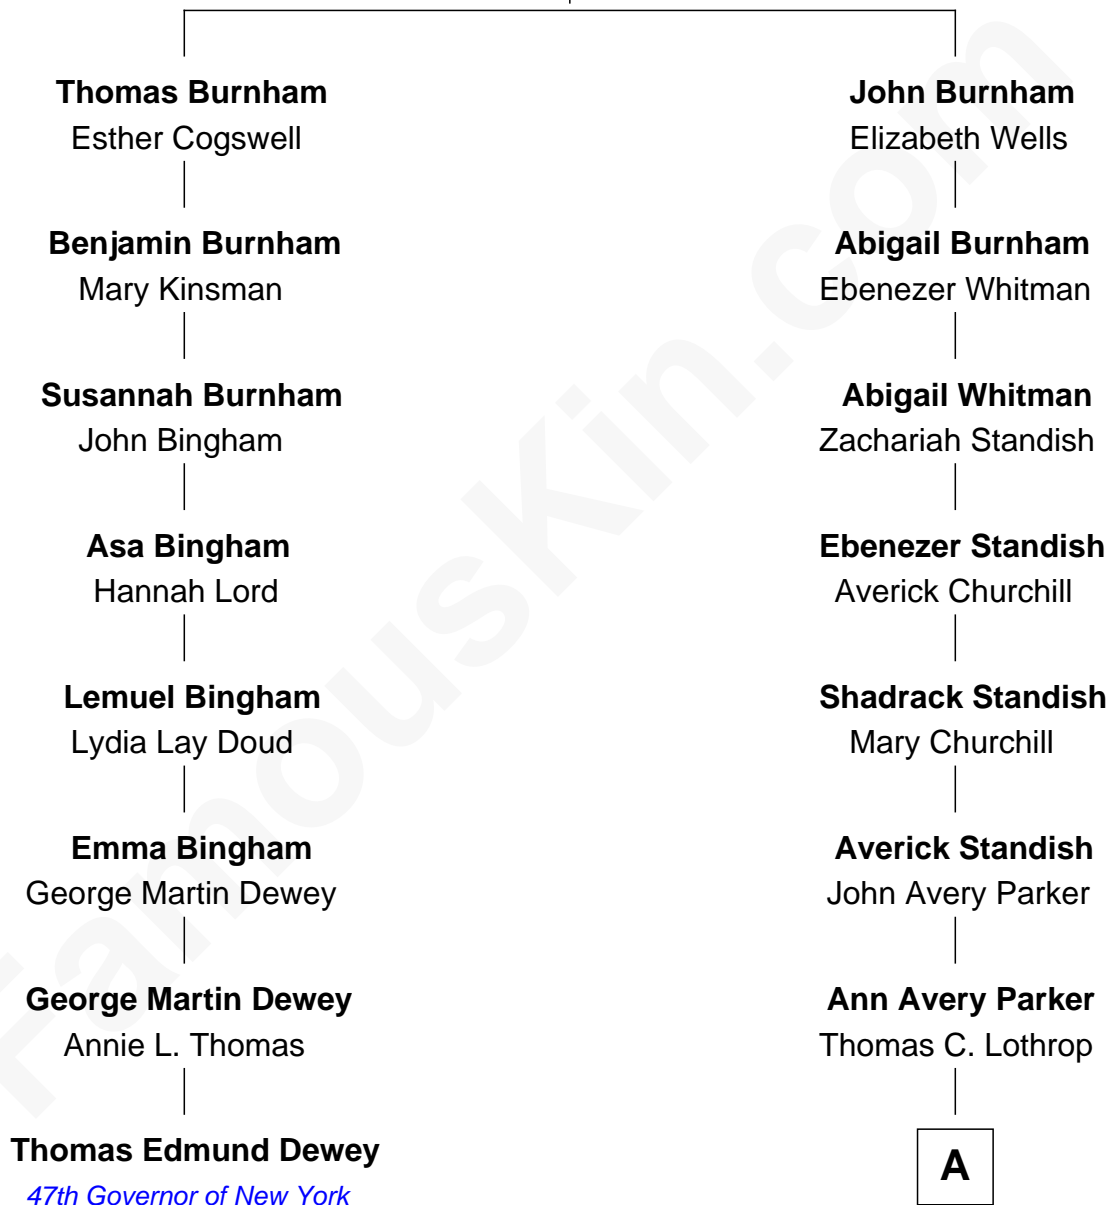 Thomas Burnham
Esther Cogswell
Benjamin Burnham
Mary Kinsman
Susannah Burnham
John Bingham
Asa Bingham
Hannah Lord
Lemuel Bingham
Lydia Lay Doud
Emma Bingham
George Martin Dewey
George Martin Dewey
Annie L. Thomas
Thomas Edmund Dewey
47th Governor of New York
John Burnham
Elizabeth Wells
Abigail Burnham
Ebenezer Whitman
Abigail Whitman
Zachariah Standish
Ebenezer Standish
Averick Churchill
Shadrack Standish
Mary Churchill
Averick Standish
John Avery Parker
Ann Avery Parker
Thomas C. Lothrop
A
FamousKin.com